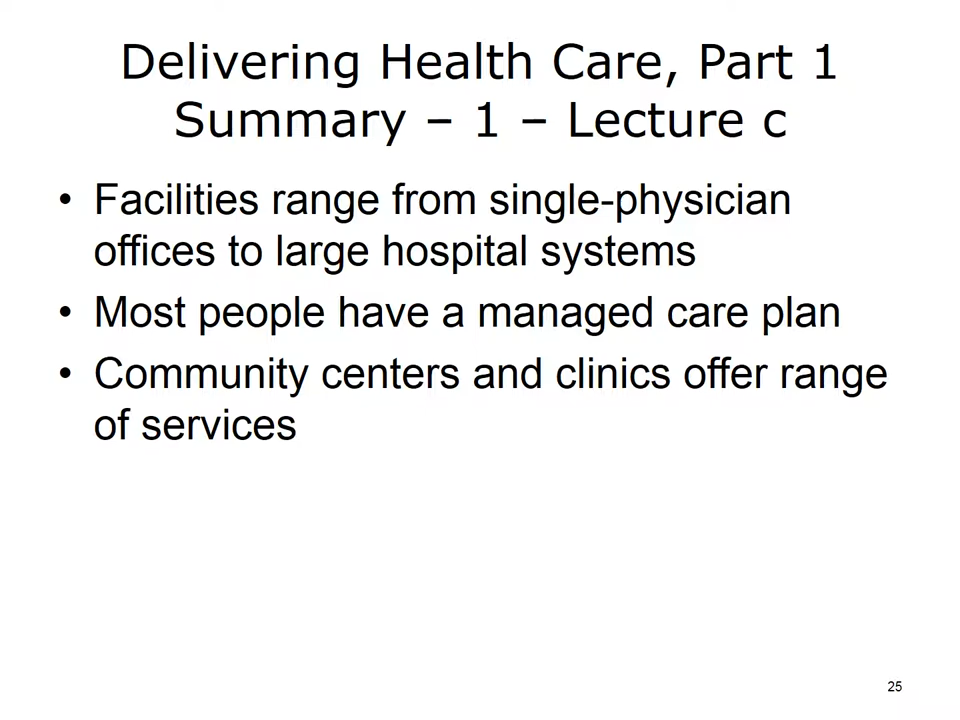 Delivering Health Care, Part 1
Summary – 1 – Lecture c
• Facilities range from single-physician
offices to large hospital systems
• Most people have a managed care plan
• Community centers and clinics offer range
of services
25